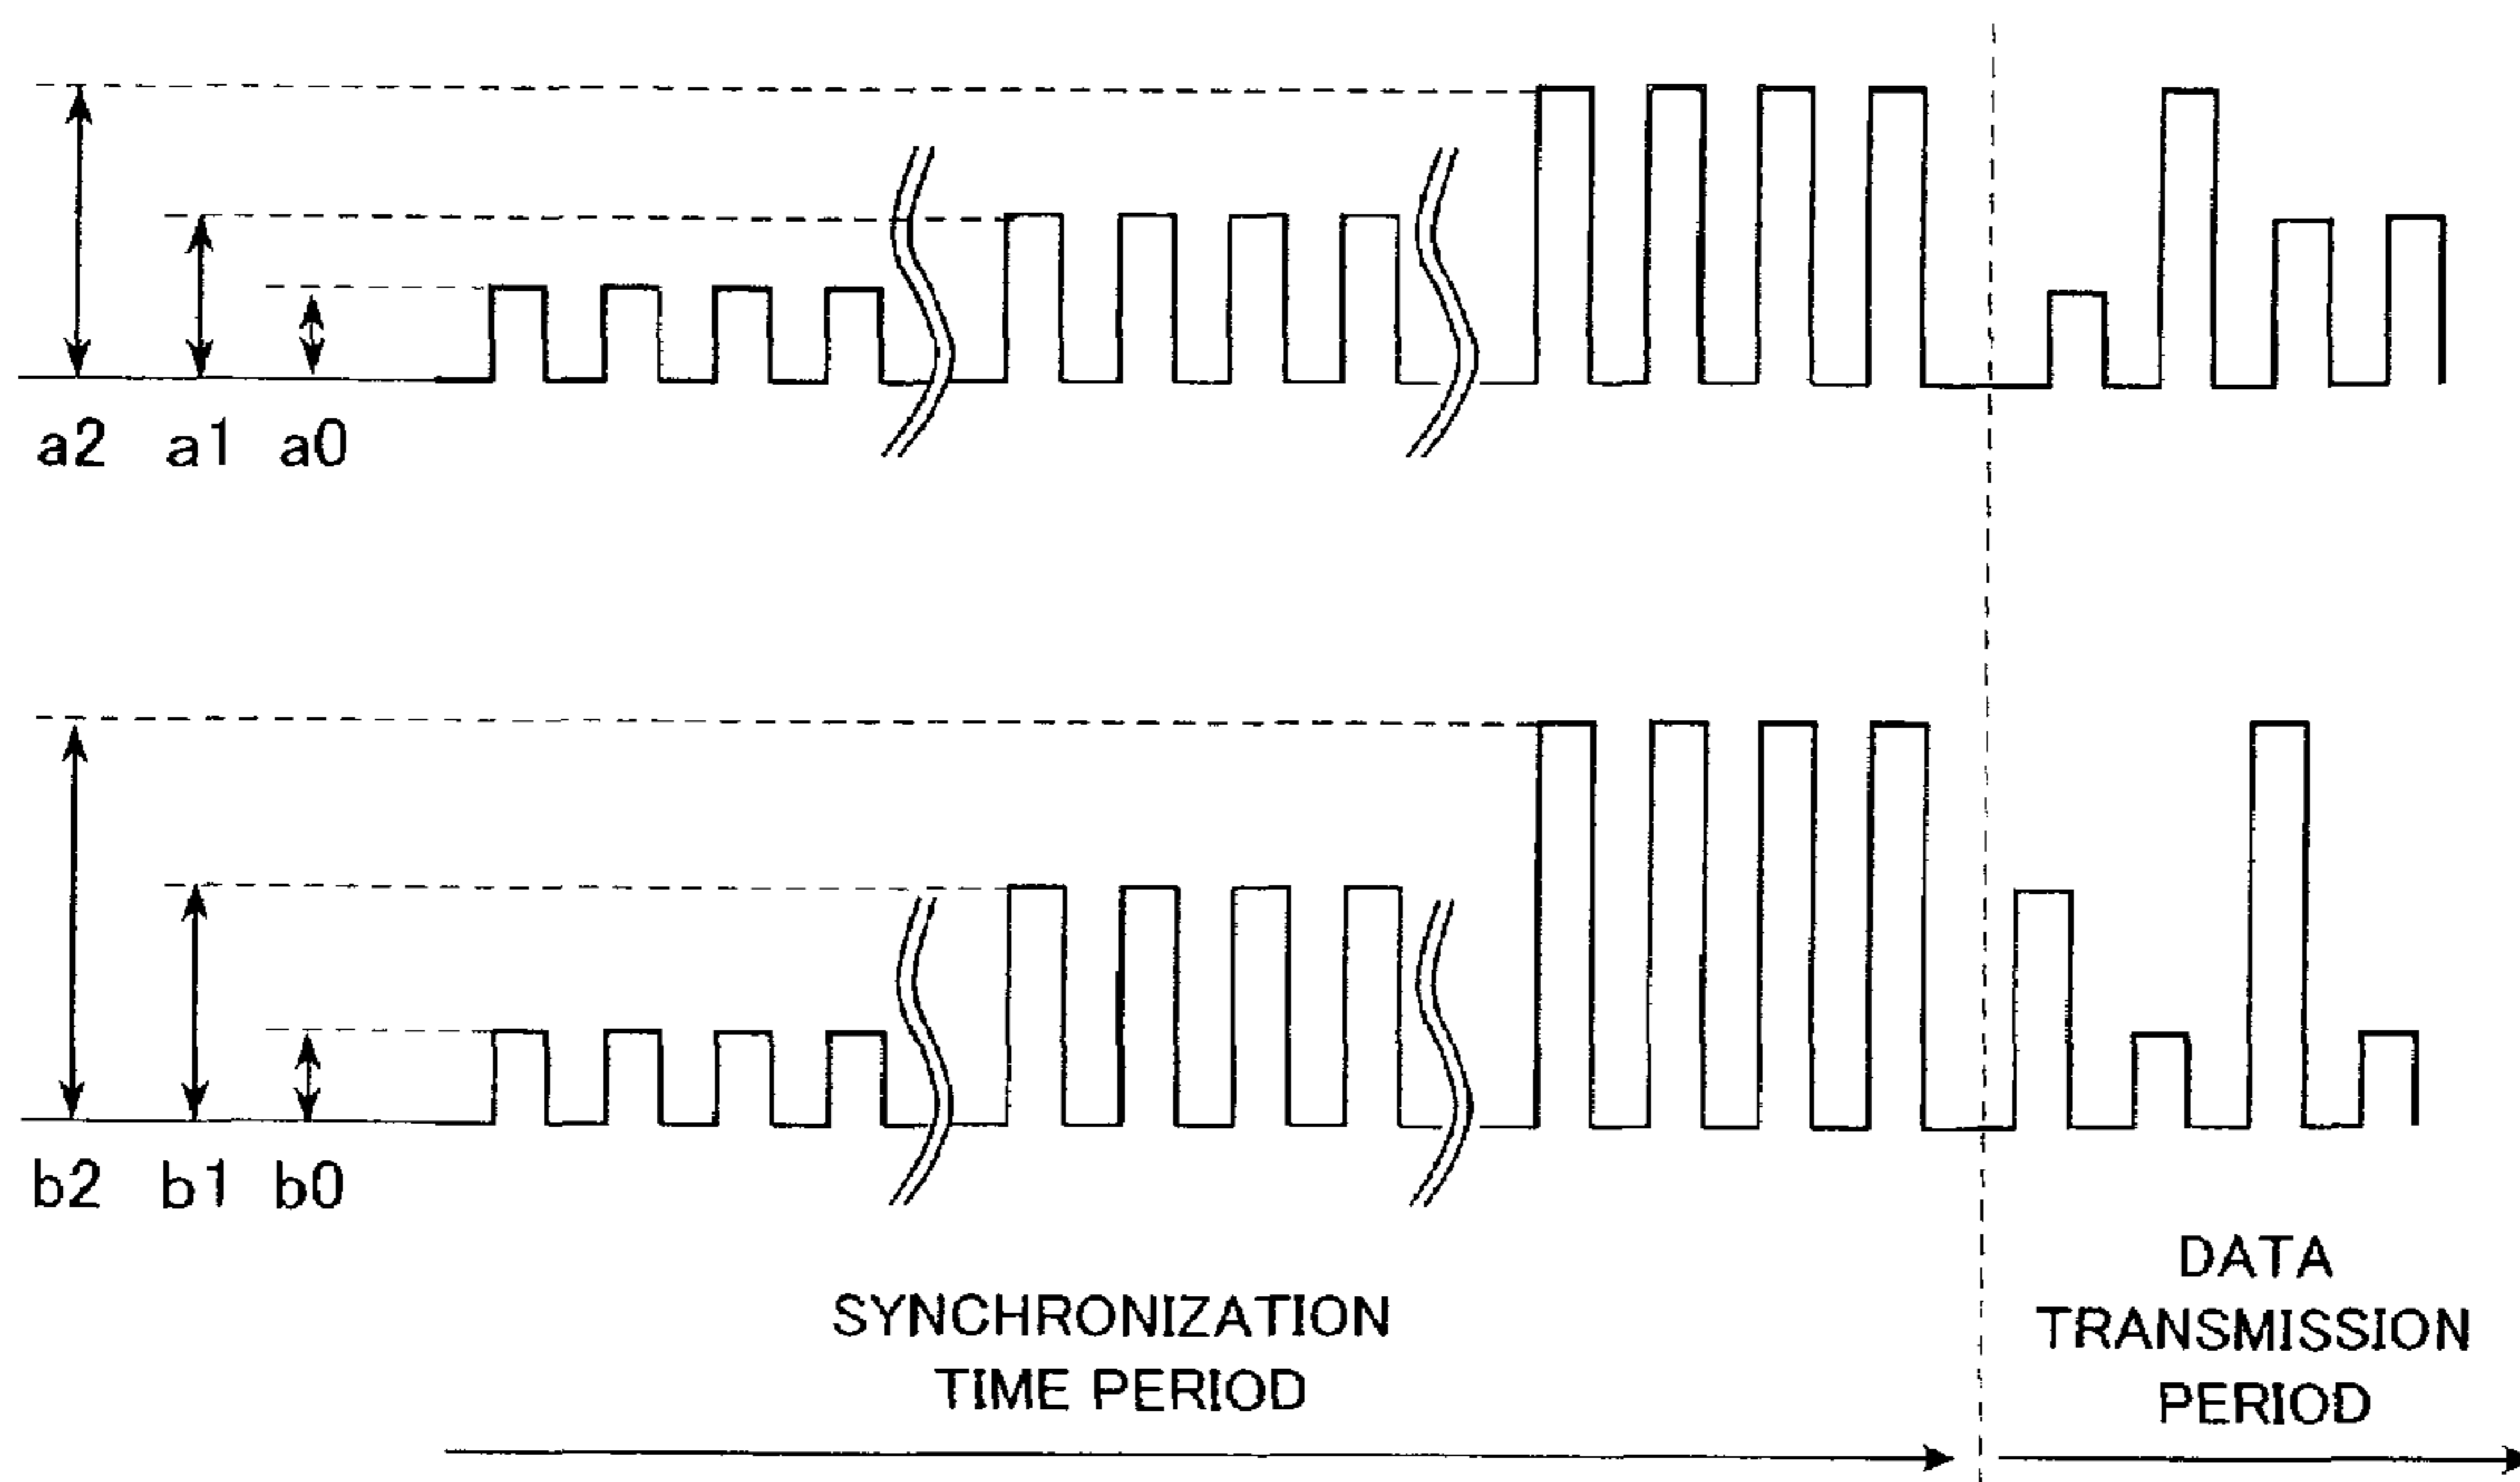 a2 a1 a0
b2 b1 b0
SYNCHRONIZATION
TIME PERIOD
DATA
TRANSMISSION
PERIOD